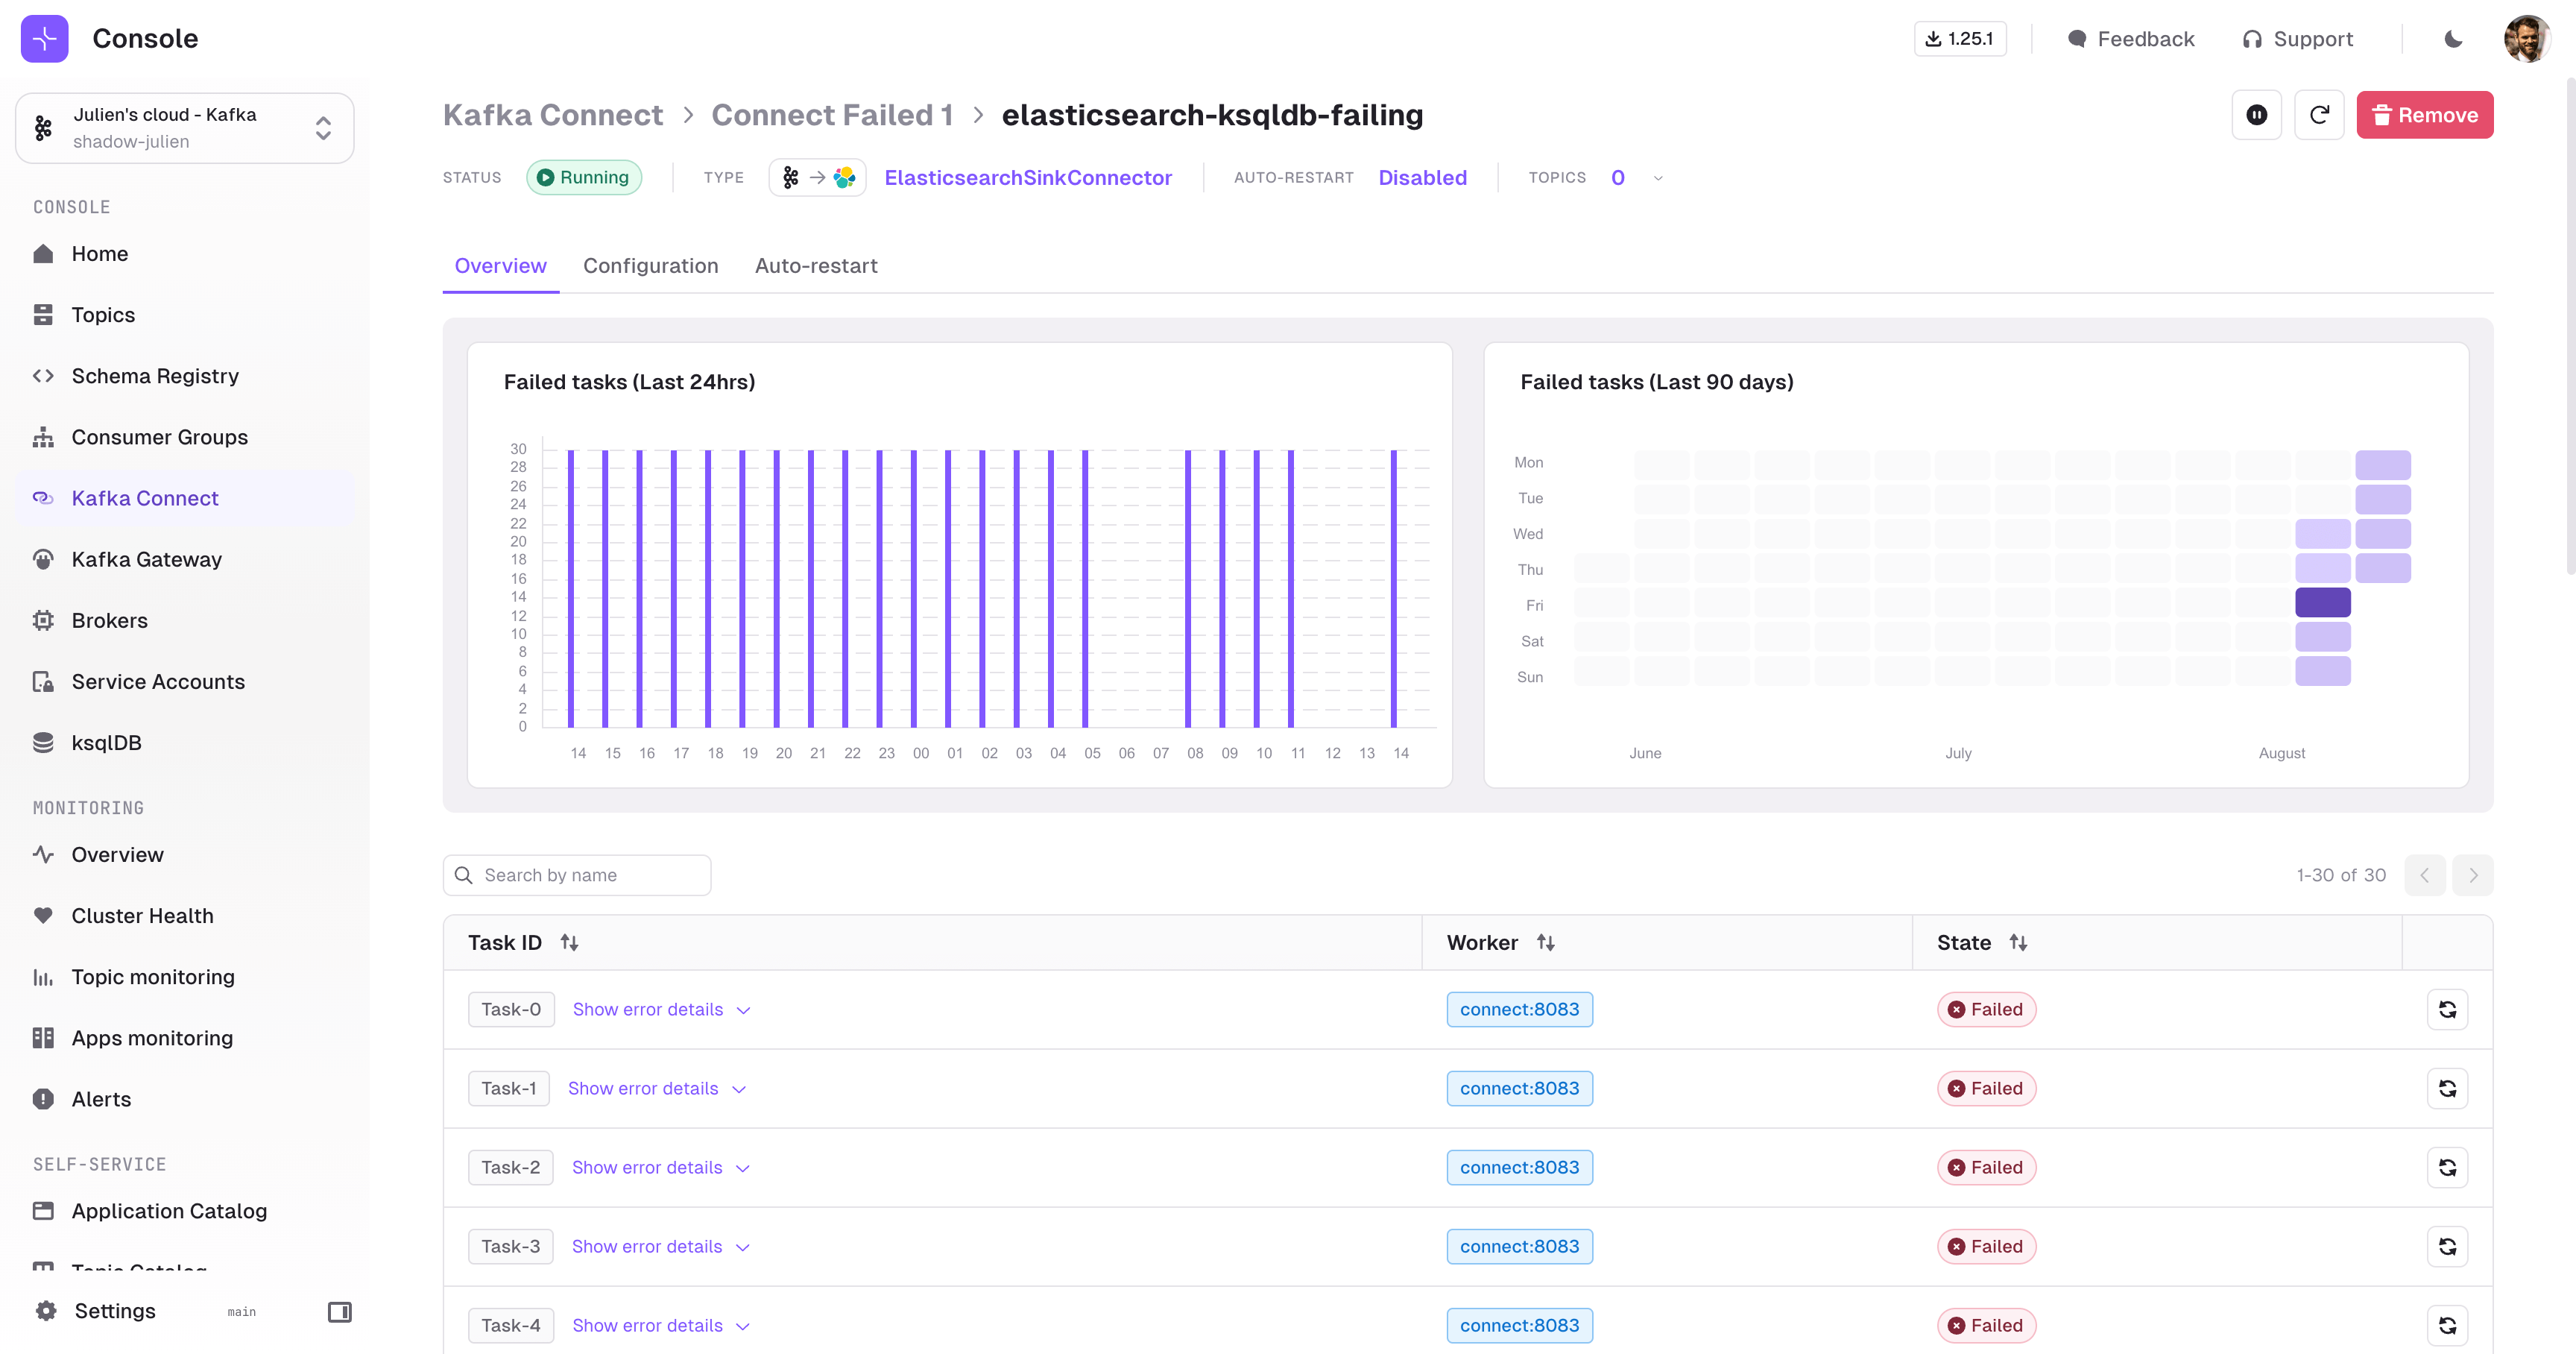 Console
1.25.1
Feedback
Support
Julien's cloud - Kafka
shadow-julien
CONSOLE
Home
Topics
Schema Registry
Consumer Groups
Kafka Connect
Kafka Gateway
Brokers
Service Accounts
ksqlDB
MONITORING
Overview
Cluster Health
Topic monitoring
Apps monitoring
Alerts
SELF-SERVICE
Application Catalog
Topic Catalog
Settings
main
Kafka Connect > Connect Failed 1 > elasticsearch-ksqldb-failing
Remove
STATUS Running TYPE ElasticsearchSinkConnector AUTO-RESTART Disabled TOPICS 0
Overview Configuration Auto-restart
Failed tasks (Last 24hrs)
30
28
26
24
22
20
18
16
14
12
10
8
6
4
2
0
14 15 16 17 18 19 20 21 22 23 00 01 02 03 04 05 06 07 08 09 10 11 12 13 14
Failed tasks (Last 90 days)
Mon
Tue
Wed
Thu
Fri
Sat
Sun
June July August
Search by name
1-30 of 30
Task ID Worker State
Task-0 Show error details connect:8083 Failed
Task-1 Show error details connect:8083 Failed
Task-2 Show error details connect:8083 Failed
Task-3 Show error details connect:8083 Failed
Task-4 Show error details connect:8083 Failed